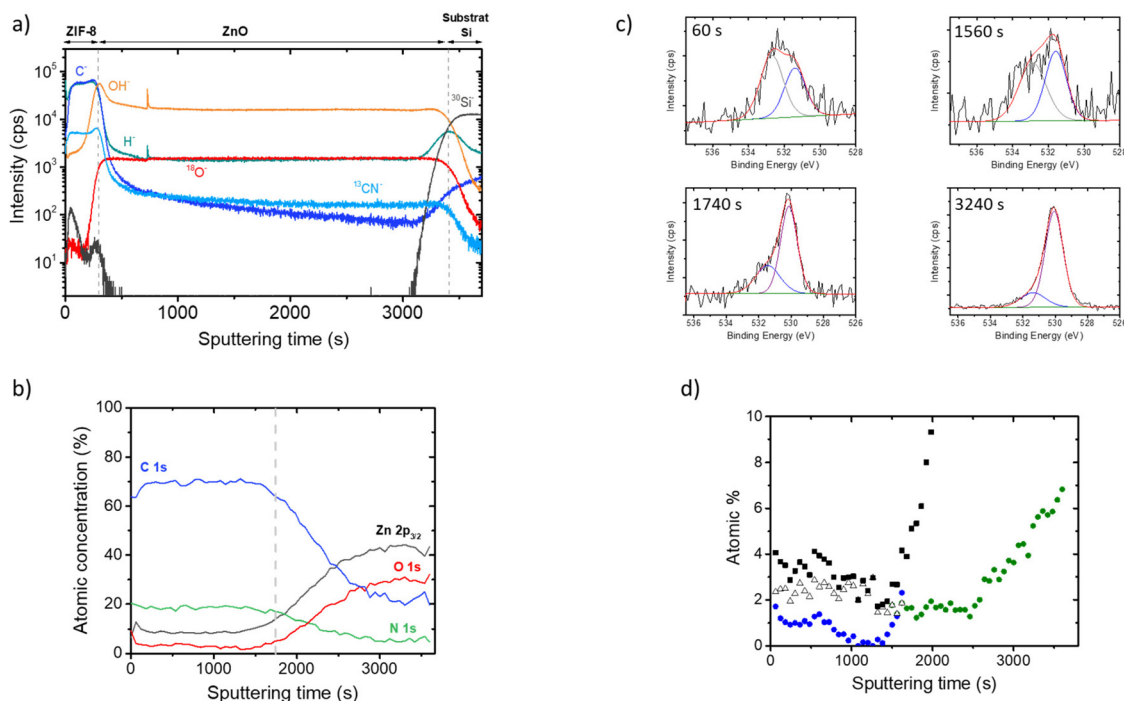 a)
ZIF-8 ZnO Substrat
Si
C⁻
OH⁻
H⁻
¹⁸O⁻
¹³CN⁻
³⁰Si⁻
10⁵
10⁴
10³
10²
10¹
Intensity (cps)
0 1000 2000 3000
Sputtering time (s)
b)
100
80
60
40
20
0
Atomic concentration (%)
C 1s
Zn 2p₃/₂
O 1s
N 1s
0 1000 2000 3000
Sputtering time (s)
c)
60 s
Intensity (cps)
536 534 532 530 528
Binding Energy (eV)
1560 s
Intensity (cps)
536 534 532 530 528
Binding Energy (eV)
1740 s
Intensity (cps)
536 534 532 530 528 526
Binding Energy (eV)
3240 s
Intensity (cps)
536 534 532 530 528 526
Binding Energy (eV)
d)
10
8
6
4
2
0
Atomic %
0 1000 2000 3000
Sputtering time (s)